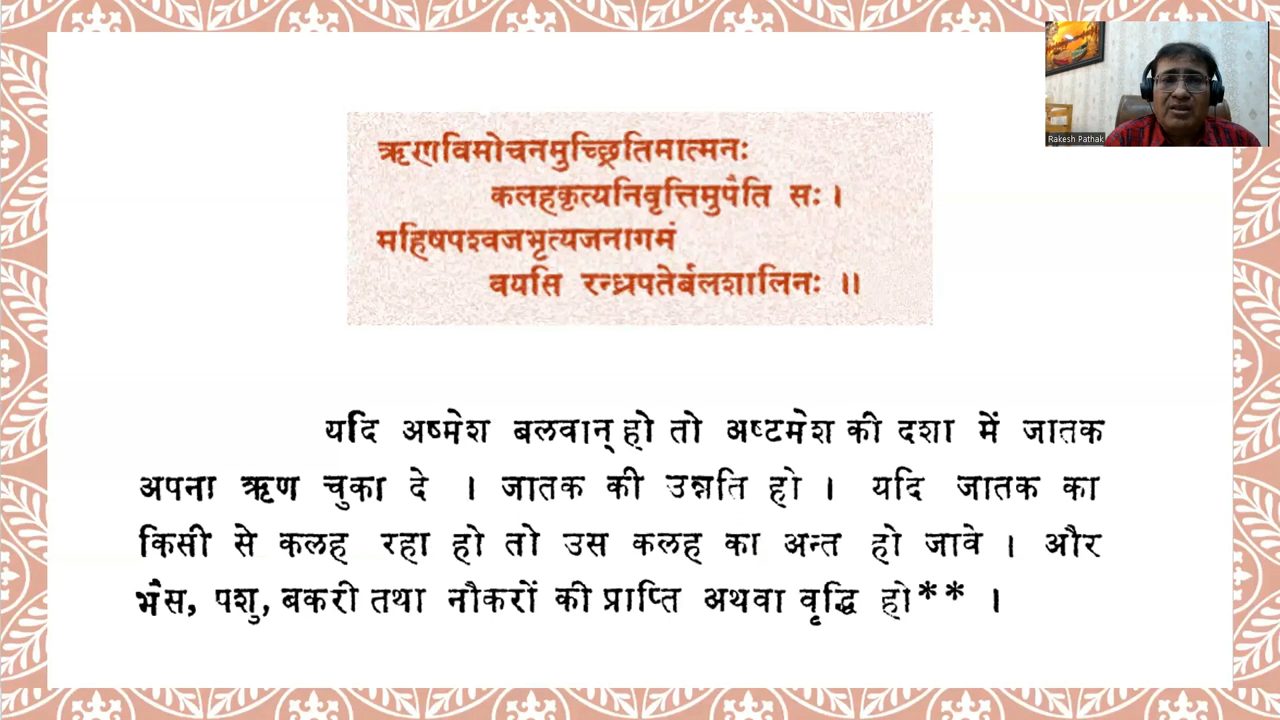 Rakesh Pathak
ऋणविमोचनमुच्छ्रितिमात्मनः
कलहकृत्यनिवृत्तिमुपैति सः ।
महिषपश्वजभृत्यजनागमं
वयसि रन्ध्रपतेर्बलशालिनः ॥
यदि अष्मेश बलवान् हो तो अष्टमेश की दशा में जातक
अपना ऋण चुका दे । जातक की उन्नति हो । यदि जातक का
किसी से कलह रहा हो तो उस कलह का अन्त हो जावे । और
भैंस, पशु, बकरी तथा नौकरों की प्राप्ति अथवा वृद्धि हो** ।